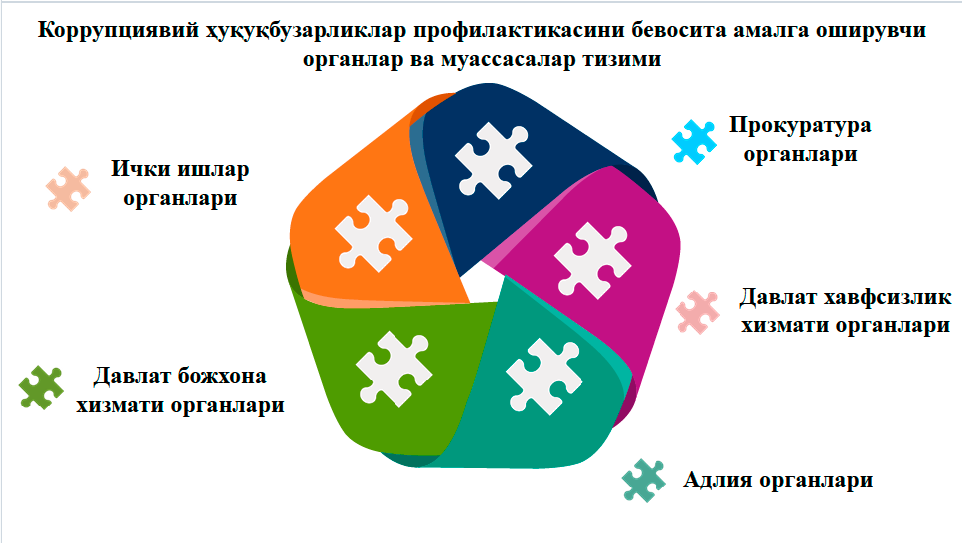 Коррупциявий ҳуқуқбузарликлар профилактикасини бевосита амалга оширувчи
органлар ва муассасалар тизими
Прокуратура
органлари
Ички ишлар
органлари
Давлат хавфсизлик
хизмати органлари
Давлат божхона
хизмати органлари
Адлия органлари